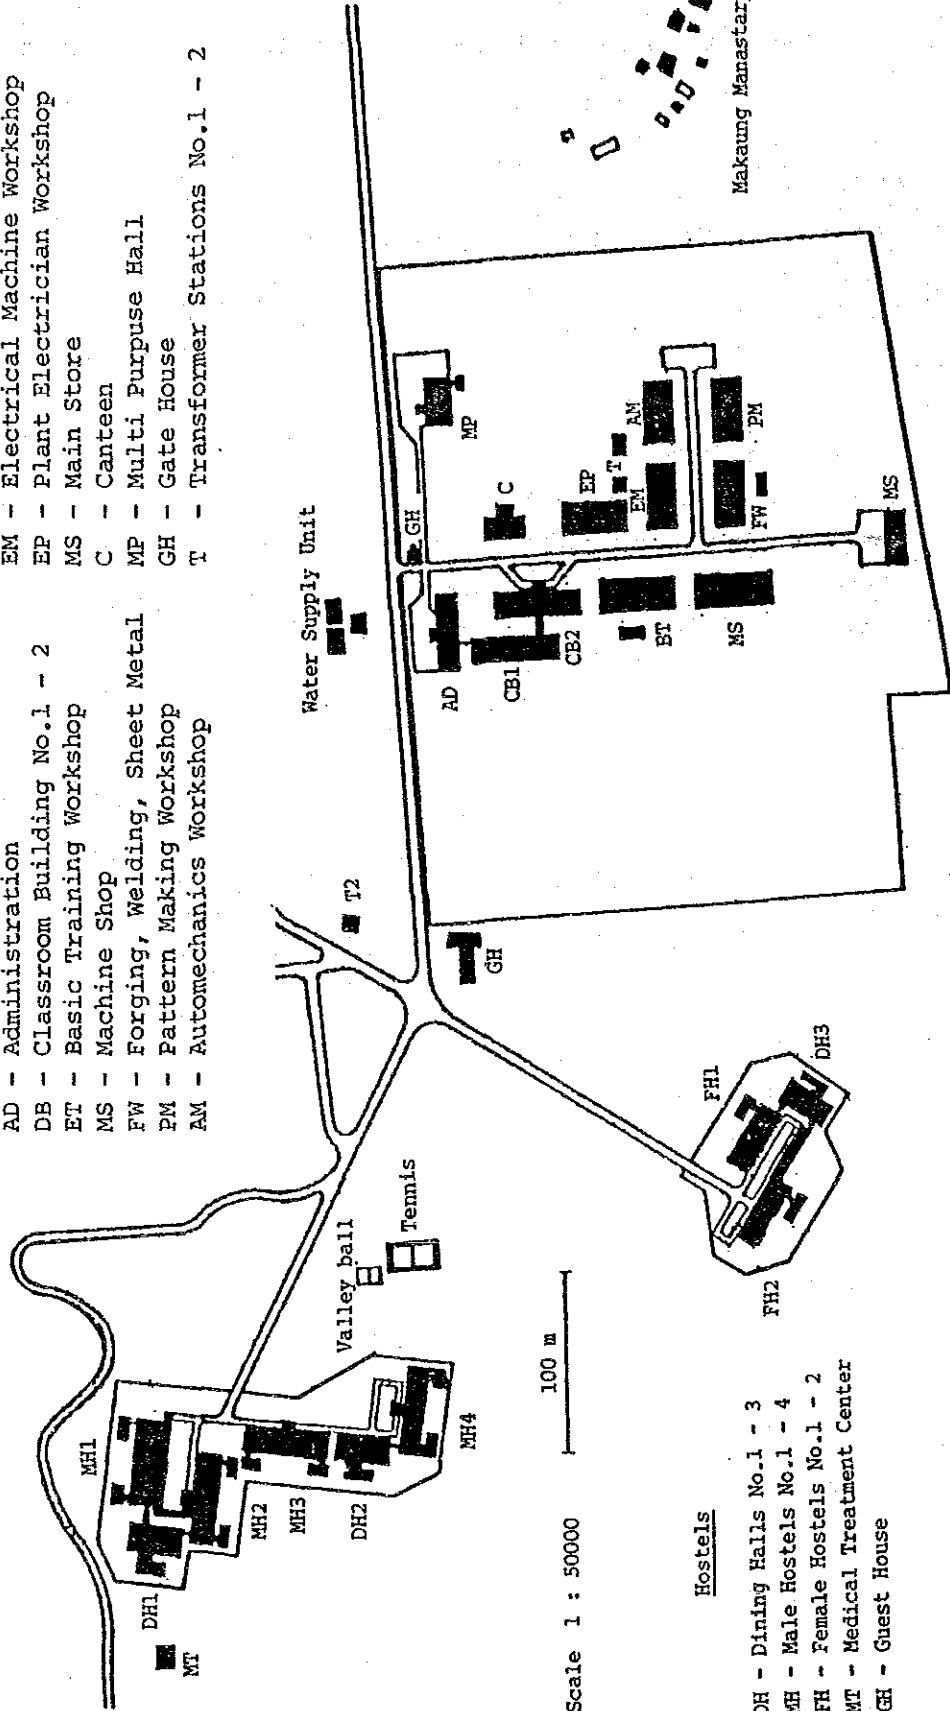 AD - Administration
DB - Classroom Building No.1 - 2
ET - Basic Training Workshop
MS - Machine Shop
FW - Forging, Welding, Sheet Metal
PM - Pattern Making Workshop
AM - Automechanics Workshop
EM - Electrical Machine Workshop
EP - Plant Electrician Workshop
MS - Main Store
C - Canteen
MP - Multi Purpuse Hall
GH - Gate House
T - Transformer Stations No.1 - 2
MH1
DH1
MT
MH2
MH3
DH2
MH4
Valley ball
Tennis
T2
Water Supply Unit
GH
AD
CB1
CB2
BT
MS
GH
MP
C
EP
T
EM
AM
FW
PM
MS
Makaung Manastary
100 m
Scale 1 : 50000
FH1
FH2
DH3
Hostels
DH - Dining Halls No.1 - 3
MH - Male Hostels No.1 - 4
FH - Female Hostels No.1 - 2
MT - Medical Treatment Center
GH - Guest House